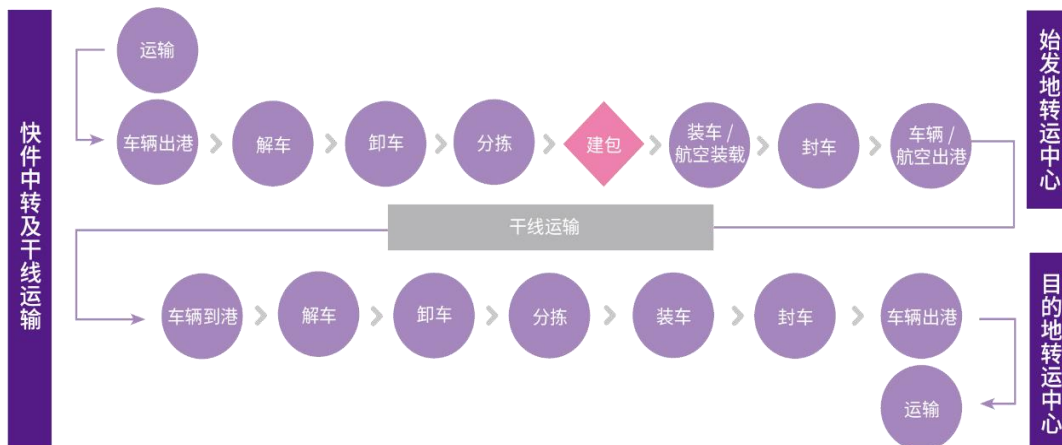 快件中转及干线运输
运输
车辆出港
解车
卸车
分拣
建包
装车 /
航空装载
封车
车辆 /
航空出港
始发地转运中心
干线运输
车辆到港
解车
卸车
分拣
装车
封车
车辆出港
运输
目的地转运中心